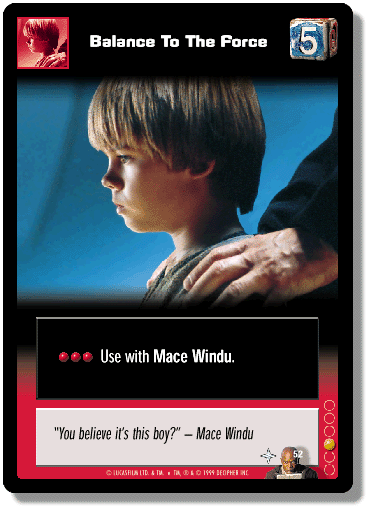 Balance To The Force
5
Use with Mace Windu.
"You believe it's this boy?" – Mace Windu
52
© LUCASFILM LTD. & TM. ★ TM, ® & © 1999 DECIPHER INC.